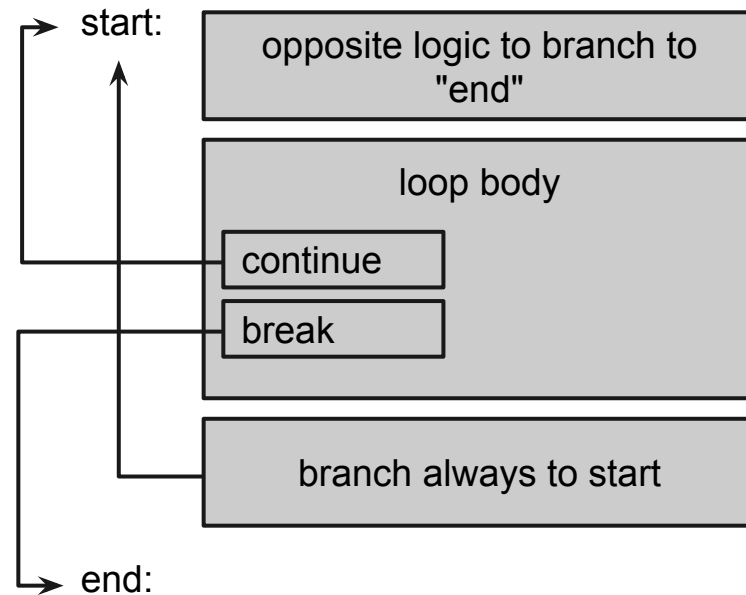 start:
opposite logic to branch to
"end"
loop body
continue
break
branch always to start
end: